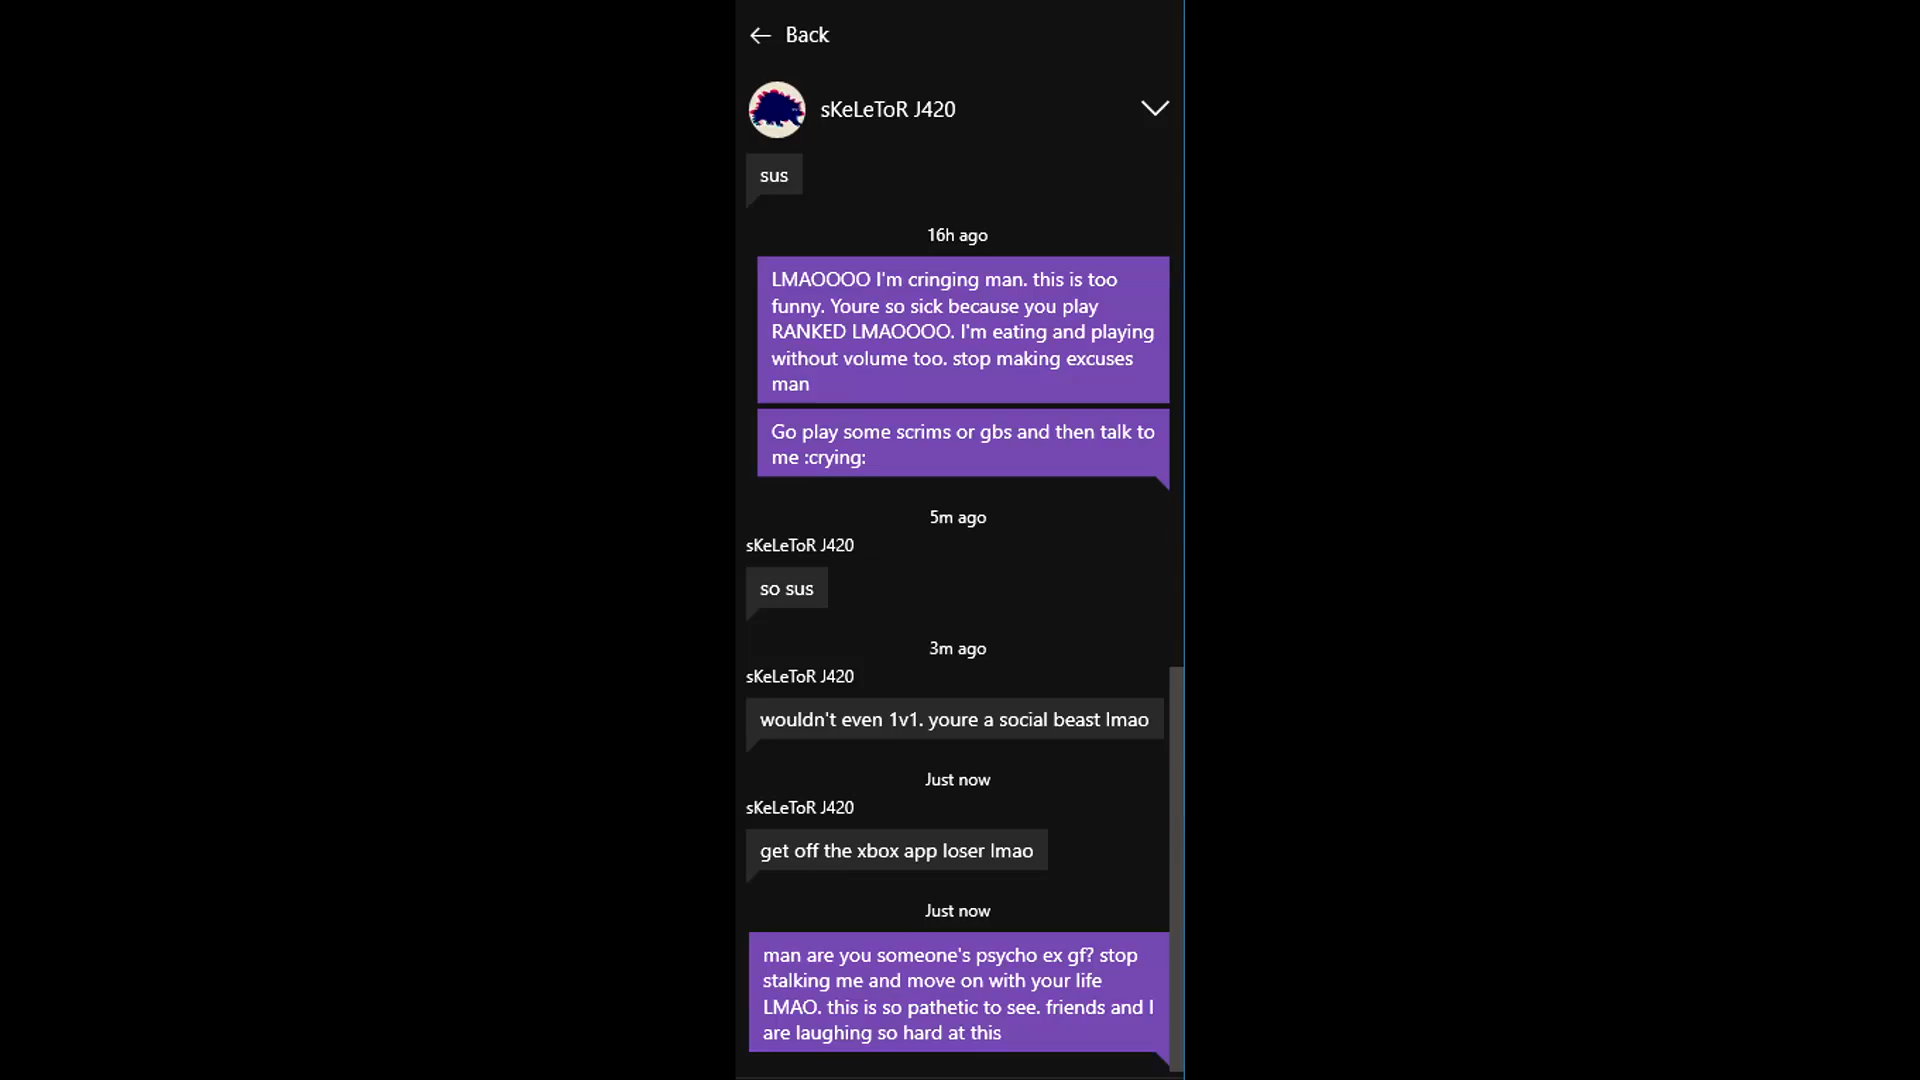 Back
sKeLeToR J420
sus
16h ago
LMAOOOO I'm cringing man. this is too
funny. Youre so sick because you play
RANKED LMAOOOO. I'm eating and playing
without volume too. stop making excuses
man
Go play some scrims or gbs and then talk to
me :crying:
5m ago
sKeLeToR J420
so sus
3m ago
sKeLeToR J420
wouldn't even 1v1. youre a social beast lmao
Just now
sKeLeToR J420
get off the xbox app loser lmao
Just now
man are you someone's psycho ex gf? stop
stalking me and move on with your life
LMAO. this is so pathetic to see. friends and I
are laughing so hard at this